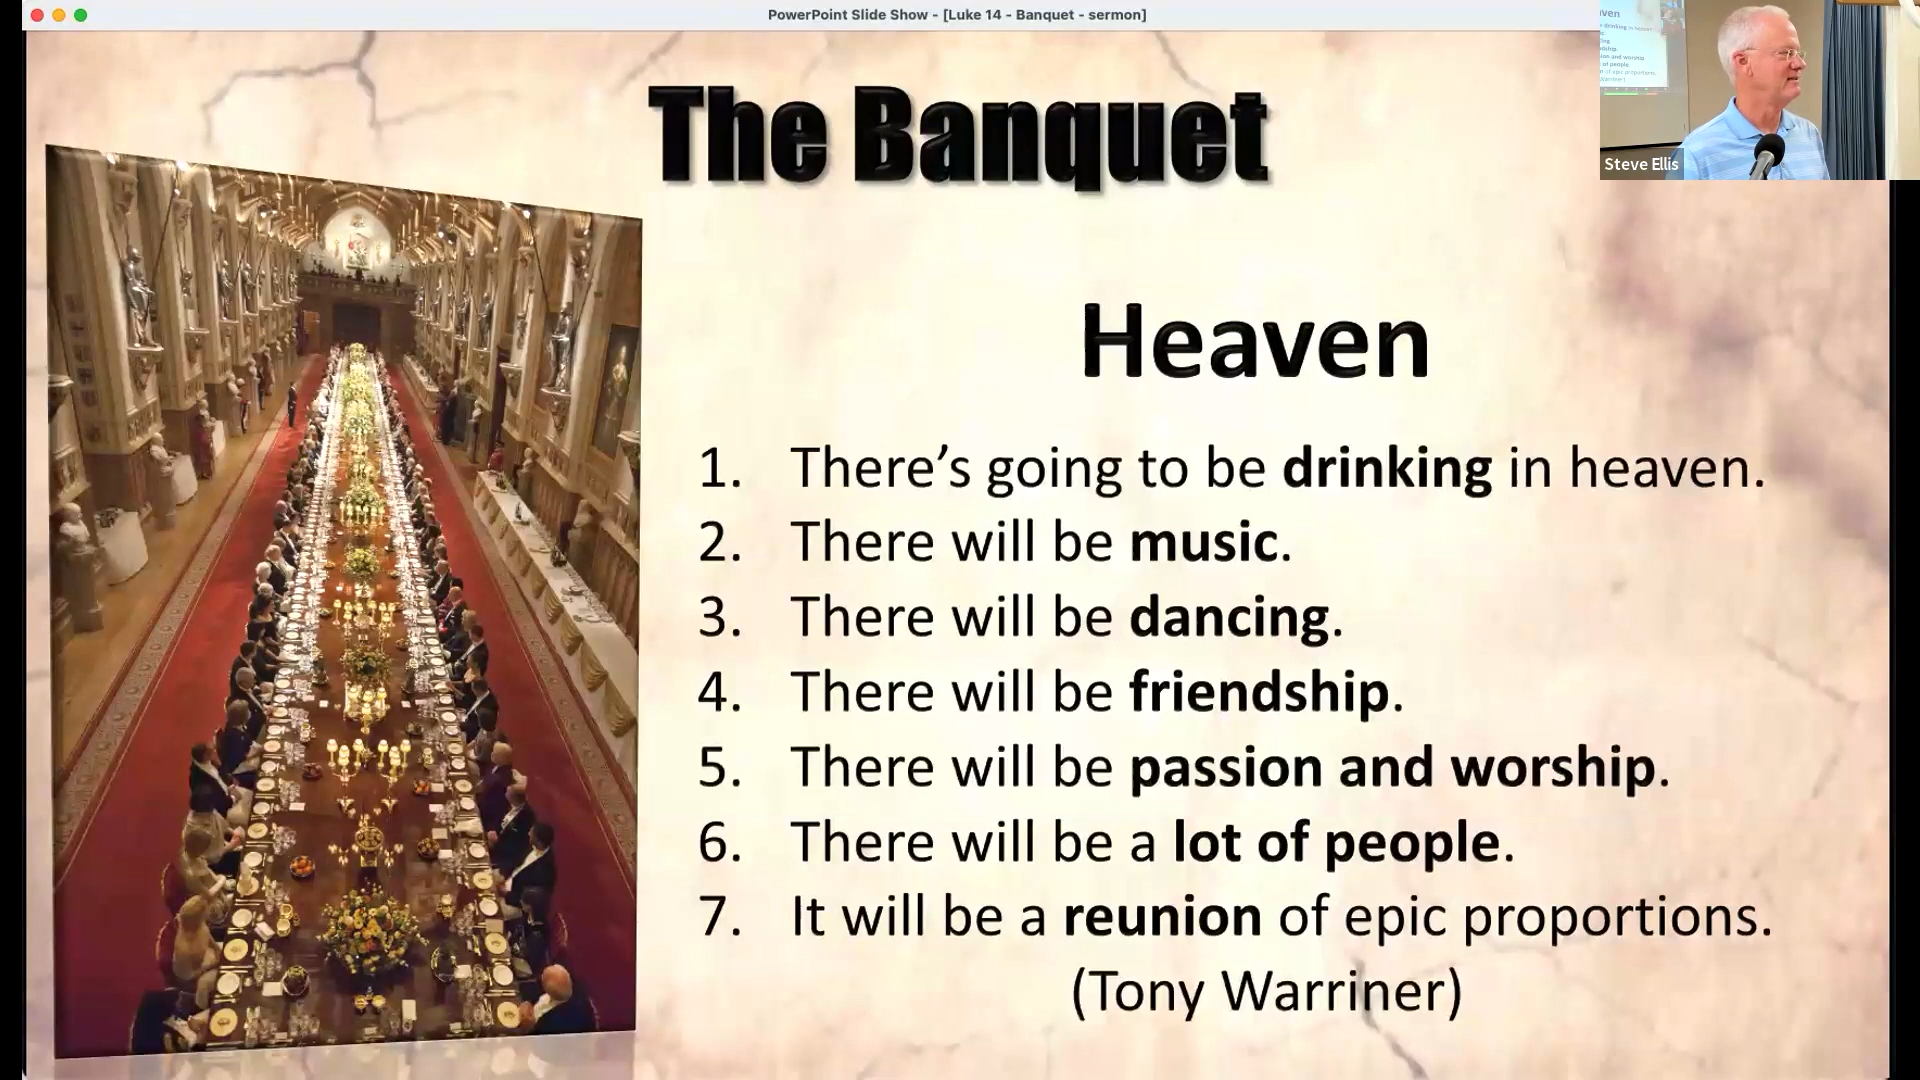 PowerPoint Slide Show - [Luke 14 - Banquet - sermon]
The Banquet
Steve Ellis
Heaven
1. There's going to be drinking in heaven.
2. There will be music.
3. There will be dancing.
4. There will be friendship.
5. There will be passion and worship.
6. There will be a lot of people.
7. It will be a reunion of epic proportions.
(Tony Warriner)